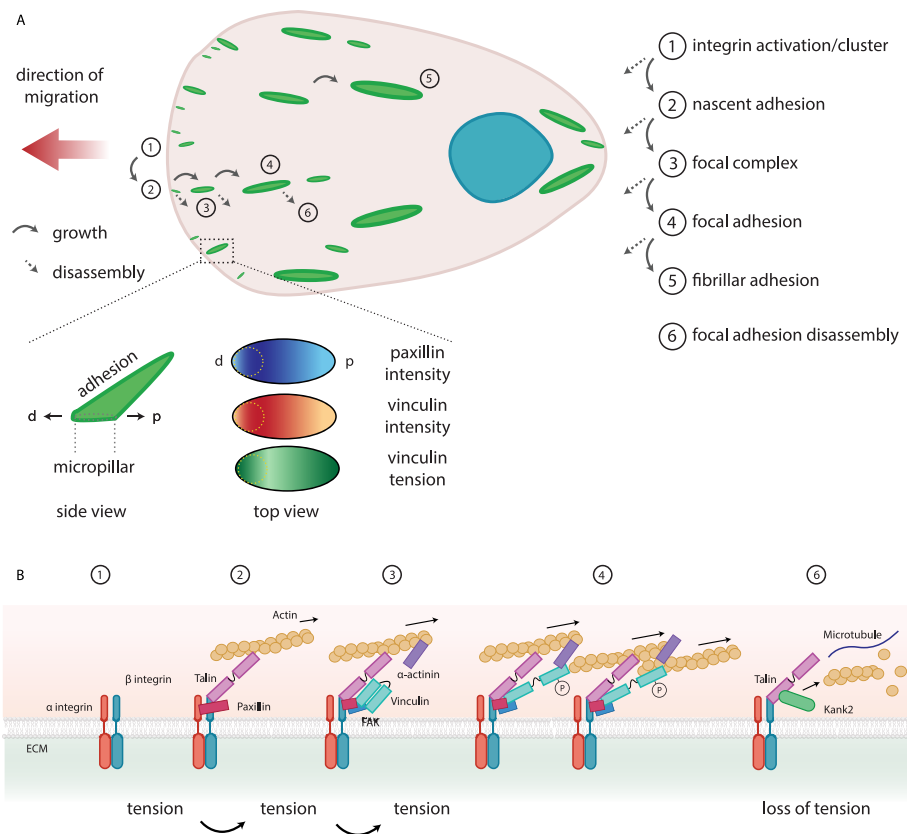 A
direction of
migration
growth
disassembly
1
2
3
4
5
6
1 integrin activation/cluster
2 nascent adhesion
3 focal complex
4 focal adhesion
5 fibrillar adhesion
6 focal adhesion disassembly
adhesion
d
p
micropillar
side view
d
p
paxillin
intensity
vinculin
intensity
vinculin
tension
top view
B
1
2
3
4
6
Actin
Microtubule
β integrin
Talin
α-actinin
Talin
α integrin
Paxillin
Vinculin
P
P
Kank2
FAK
ECM
tension
tension
tension
loss of tension